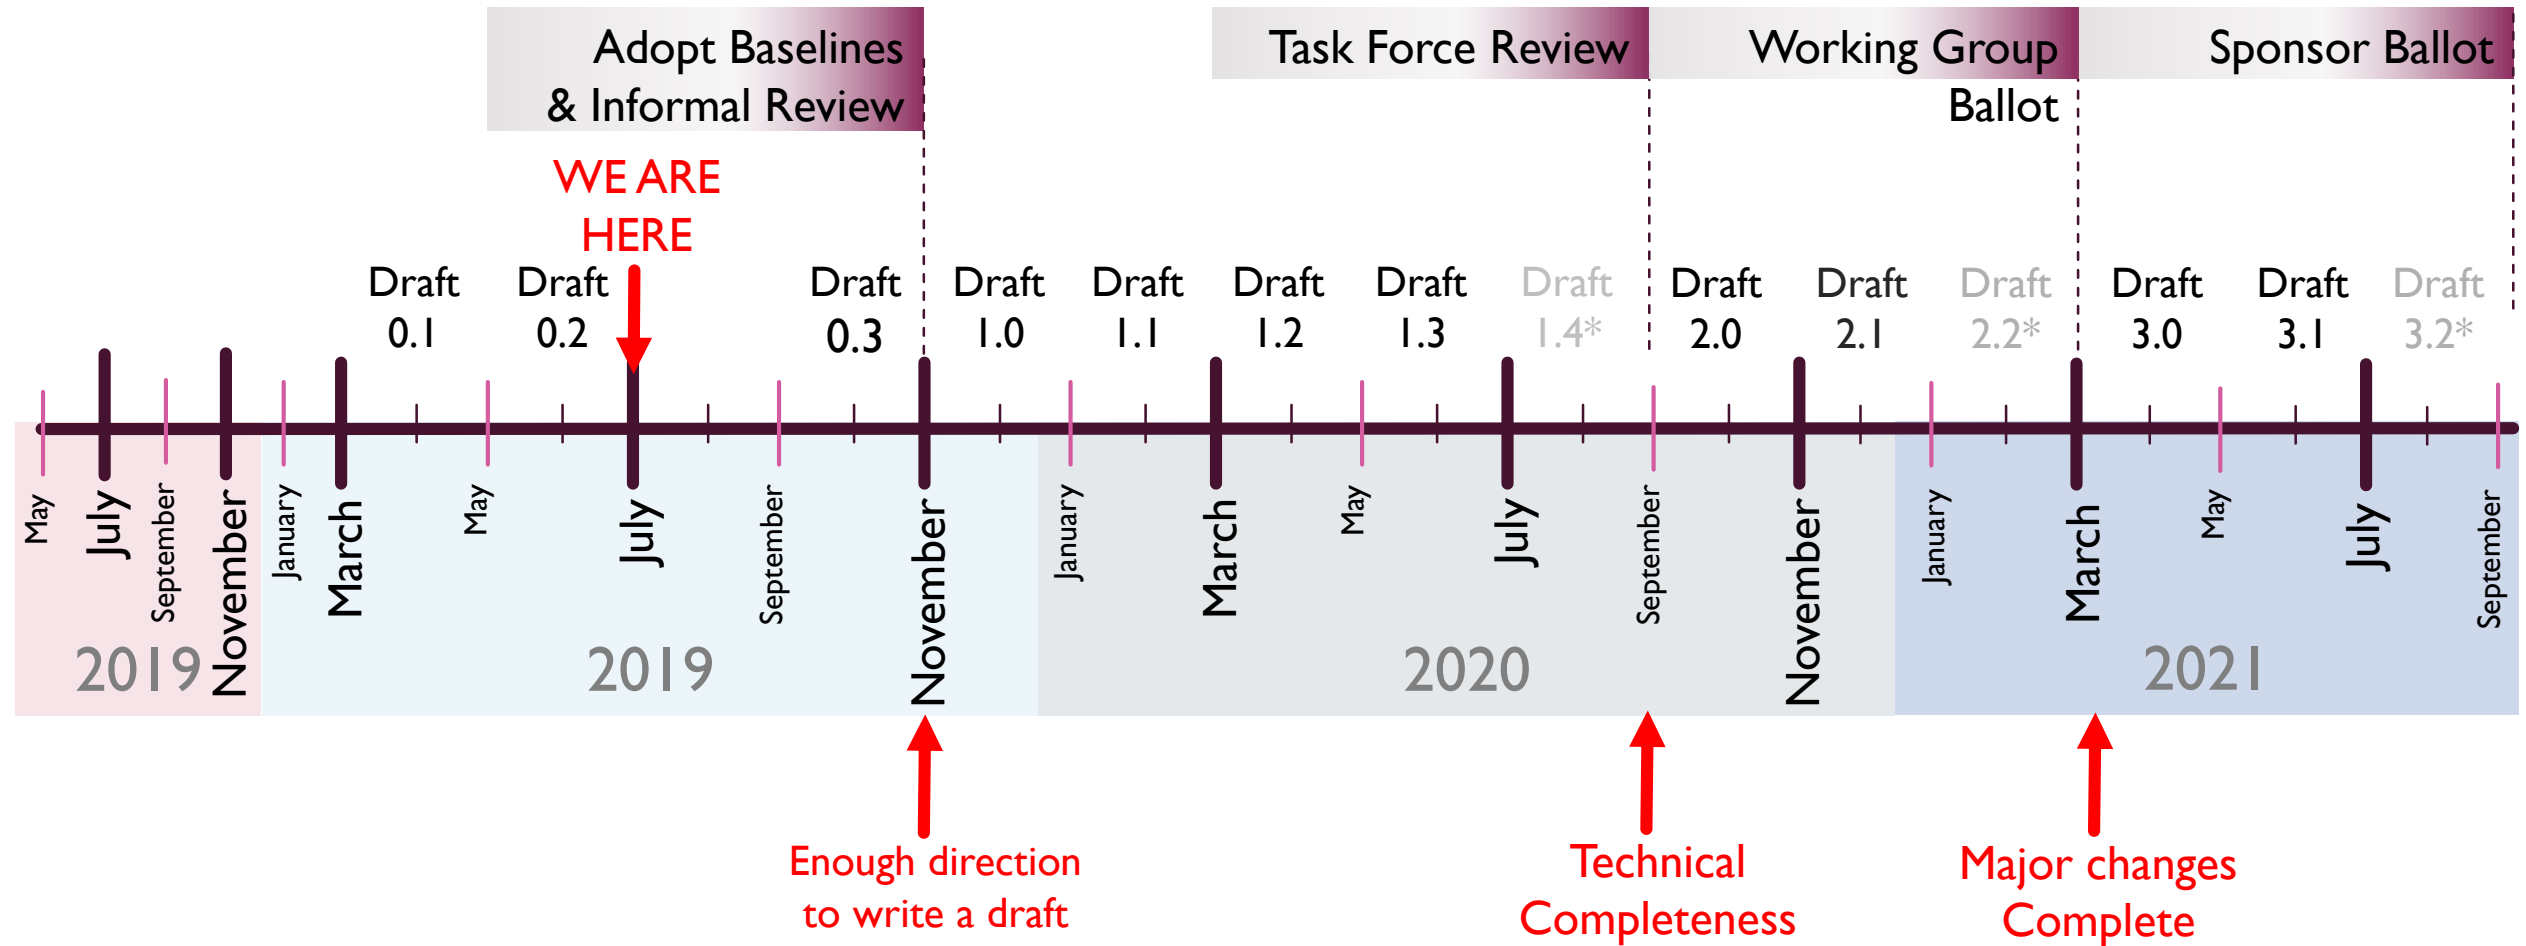 Adopt Baselines
& Informal Review
Task Force Review
Working Group
Ballot
Sponsor Ballot
WE ARE
HERE
Draft
0.1
Draft
0.2
Draft
0.3
Draft
1.0
Draft
1.1
Draft
1.2
Draft
1.3
Draft
1.4*
Draft
2.0
Draft
2.1
Draft
2.2*
Draft
3.0
Draft
3.1
Draft
3.2*
May
July
September
November
January
March
May
July
September
November
January
March
May
July
September
November
January
March
May
July
September
2019
2019
2020
2021
Enough direction
to write a draft
Technical
Completeness
Major changes
Complete